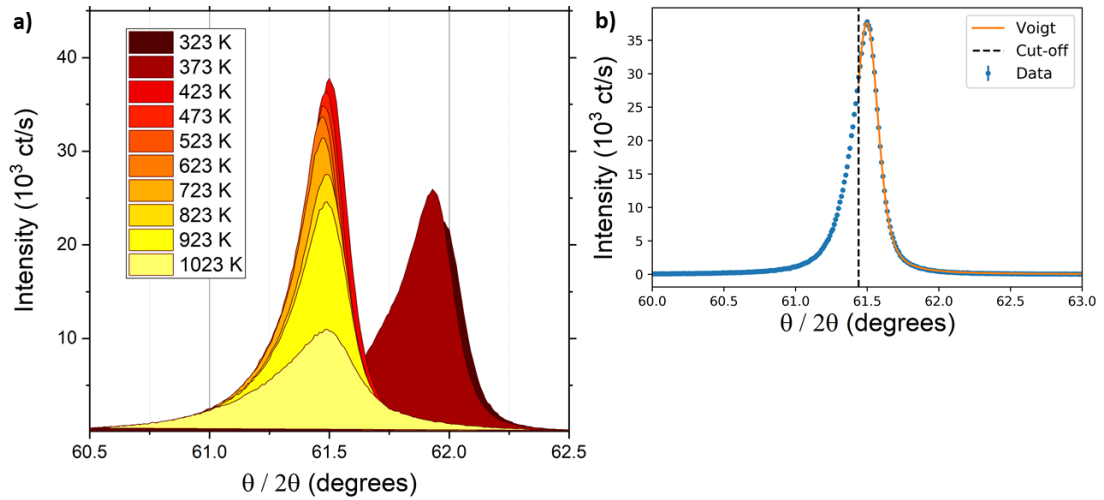 a)
45
30
15
Intensity (10³ ct/s)
40
30
20
10
323 K
373 K
423 K
473 K
523 K
623 K
723 K
823 K
923 K
1023 K
60.5 61.0 61.5 62.0 62.5
θ / 2θ (degrees)
b)
Intensity (10³ ct/s)
35
30
25
20
15
10
5
0
Voigt
Cut-off
Data
60.0 60.5 61.0 61.5 62.0 62.5 63.0
θ / 2θ (degrees)